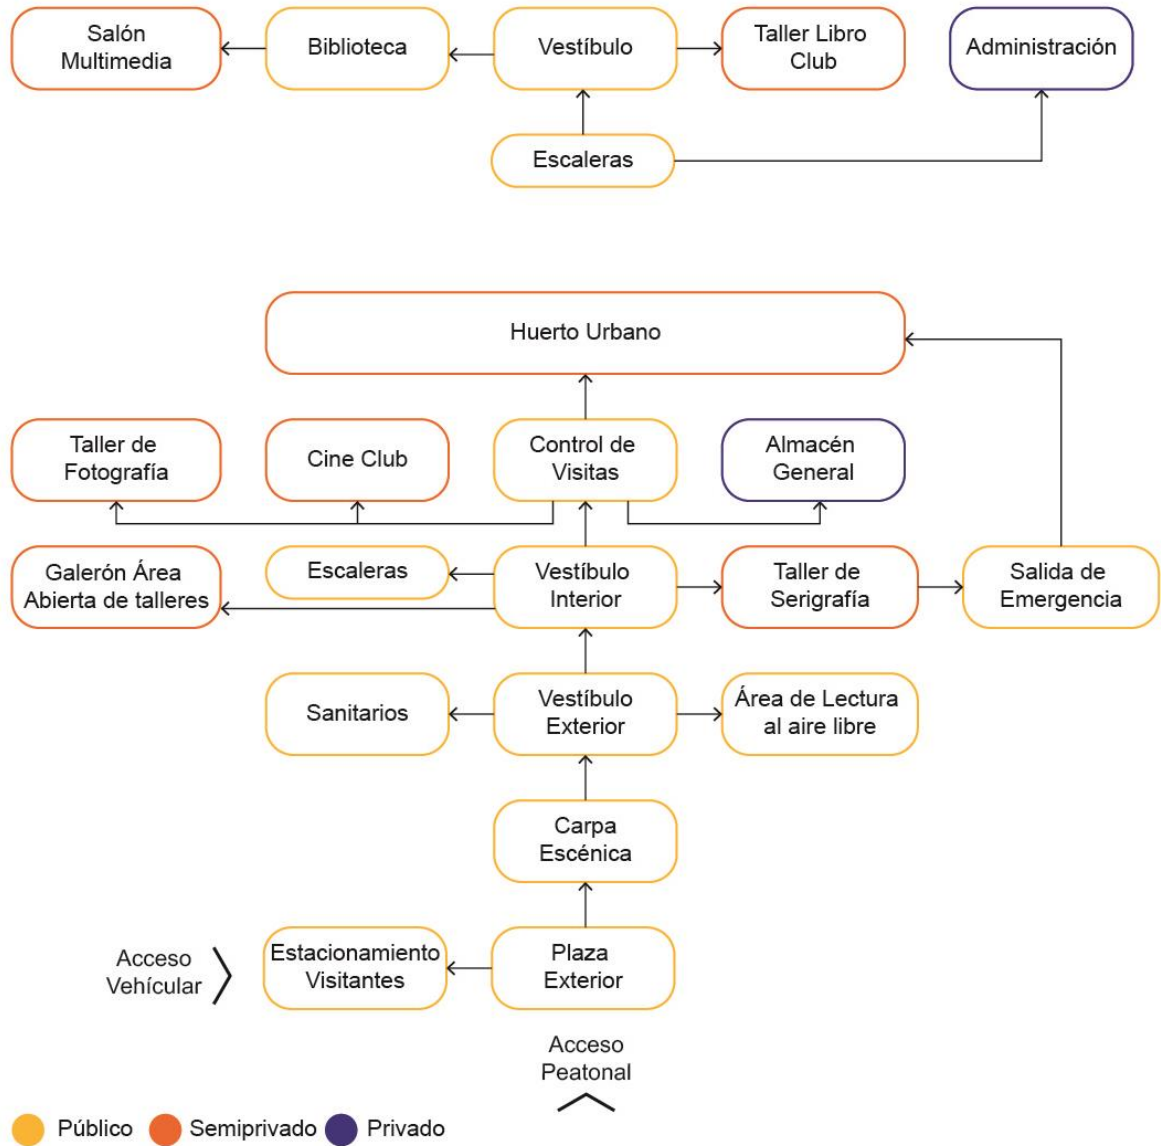 Salón
Multimedia
Biblioteca
Vestíbulo
Taller Libro
Club
Administración
Escaleras
Huerto Urbano
Taller de
Fotografía
Cine Club
Control de
Visitas
Almacén
General
Galerón Área
Abierta de talleres
Escaleras
Vestíbulo
Interior
Taller de
Serigrafía
Salida de
Emergencia
Sanitarios
Vestíbulo
Exterior
Área de Lectura
al aire libre
Carpa
Escénica
Acceso
Vehícular
Estacionamiento
Visitantes
Plaza
Exterior
Acceso
Peatonal
Público
Semiprivado
Privado